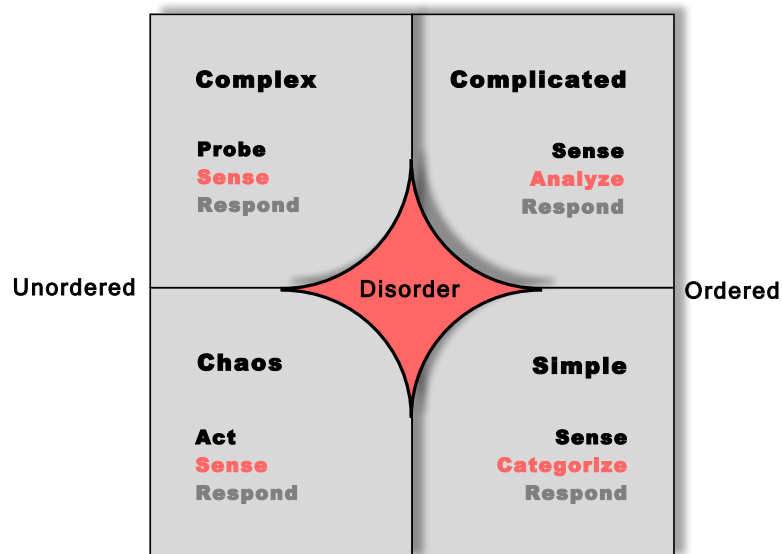 Complex
Probe
Sense
Respond
Complicated
Sense
Analyze
Respond
Unordered
Disorder
Ordered
Chaos
Act
Sense
Respond
Simple
Sense
Categorize
Respond